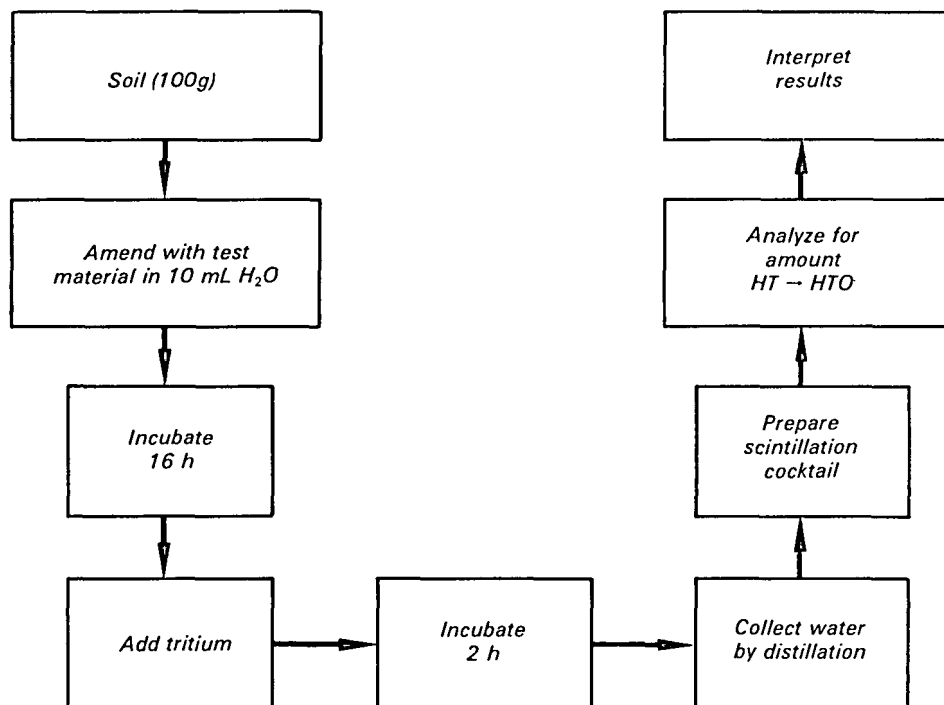 Soil (100g)
Amend with test
material in 10 mL H₂O
Incubate
16 h
Add tritium
Incubate
2 h
Collect water
by distillation
Prepare
scintillation
cocktail
Analyze for
amount
HT → HTO
Interpret
results